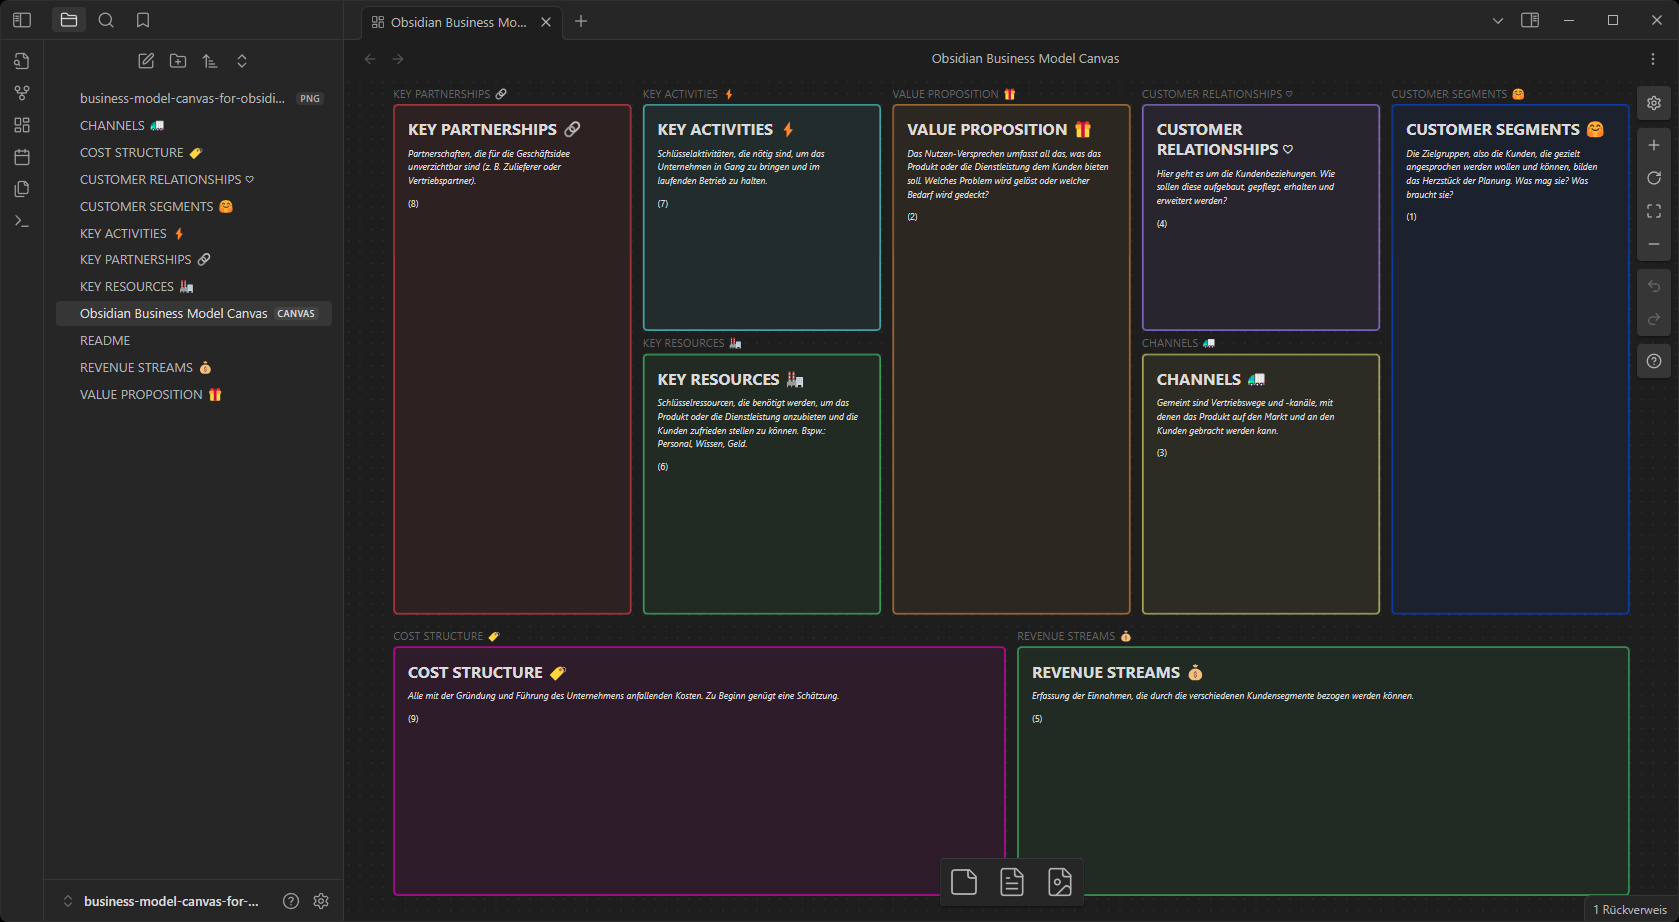 Obsidian Business Mo...
Obsidian Business Model Canvas
business-model-canvas-for-obsidi... PNG
CHANNELS 🚛
COST STRUCTURE 🏷️
CUSTOMER RELATIONSHIPS ♡
CUSTOMER SEGMENTS 🤗
KEY ACTIVITIES ⚡
KEY PARTNERSHIPS 🔗
KEY RESOURCES 🏭
Obsidian Business Model Canvas CANVAS
README
REVENUE STREAMS 💰
VALUE PROPOSITION 🎁
business-model-canvas-for-...
KEY PARTNERSHIPS 🔗
KEY PARTNERSHIPS 🔗
Partnerschaften, die für die Geschäftsidee
unverzichtbar sind (z. B. Zulieferer oder
Vertriebspartner).
(8)
KEY ACTIVITIES ⚡
KEY ACTIVITIES ⚡
Schlüsselaktivitäten, die nötig sind, um das
Unternehmen in Gang zu bringen und im
laufenden Betrieb zu halten.
(7)
KEY RESOURCES 🏭
KEY RESOURCES 🏭
Schlüsselressourcen, die benötigt werden, um das
Produkt oder die Dienstleistung anzubieten und die
Kunden zufrieden stellen zu können. Bspw.:
Personal, Wissen, Geld.
(6)
VALUE PROPOSITION 🎁
VALUE PROPOSITION 🎁
Das Nutzen-Versprechen umfasst all das, was das
Produkt oder die Dienstleistung dem Kunden bieten
soll. Welches Problem wird gelöst oder welcher
Bedarf wird gedeckt?
(2)
CUSTOMER RELATIONSHIPS ♡
CUSTOMER
RELATIONSHIPS ♡
Hier geht es um die Kundenbeziehungen. Wie
sollen diese aufgebaut, gepflegt, erhalten und
erweitert werden?
(4)
CHANNELS 🚛
CHANNELS 🚛
Gemeint sind Vertriebswege und -kanäle, mit
denen das Produkt auf den Markt und an den
Kunden gebracht werden kann.
(3)
CUSTOMER SEGMENTS 🤗
CUSTOMER SEGMENTS 🤗
Die Zielgruppen, also die Kunden, die gezielt
angesprochen werden wollen und können, bilden
das Herzstück der Planung. Was mag sie? Was
braucht sie?
(1)
COST STRUCTURE 🏷️
COST STRUCTURE 🏷️
Alle mit der Gründung und Führung des Unternehmens anfallenden Kosten. Zu Beginn genügt eine Schätzung.
(9)
REVENUE STREAMS 💰
REVENUE STREAMS 💰
Erfassung der Einnahmen, die durch die verschiedenen Kundensegmente bezogen werden können.
(5)
1 Rückverweis